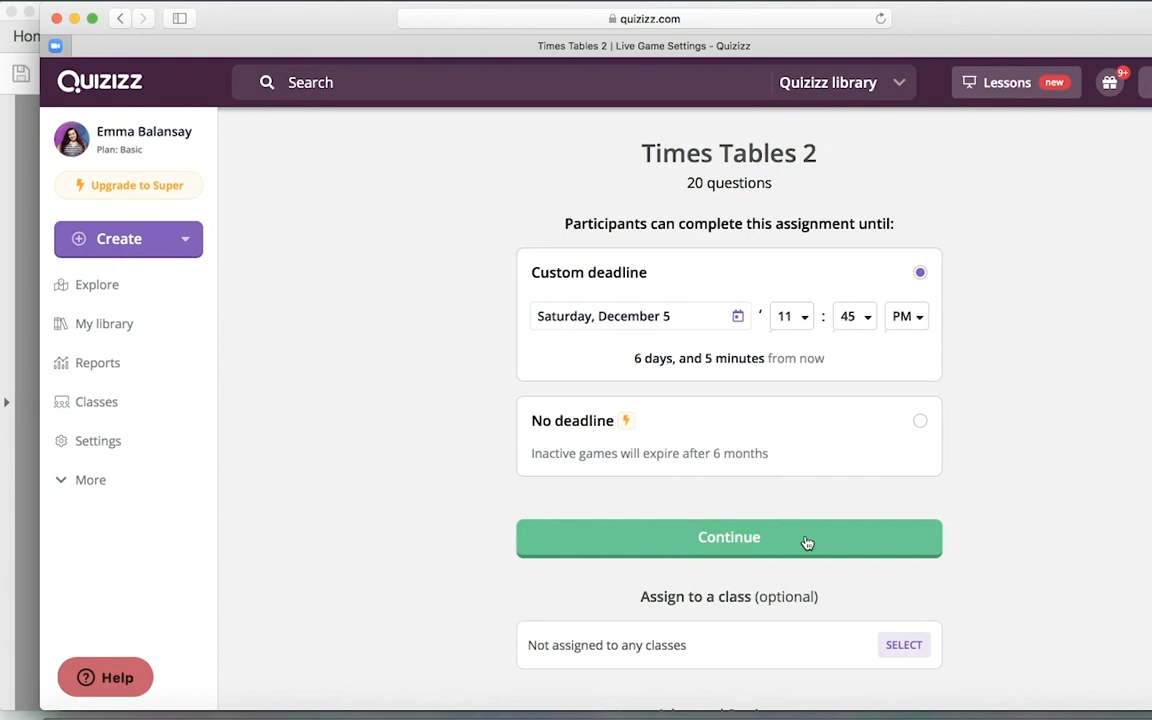 Hon
quizizz.com
Times Tables 2 | Live Game Settings - Quizizz
Quizizz
Search
Quizizz library
Lessons new
9+
Emma Balansay
Plan: Basic
Upgrade to Super
Create
Explore
My library
Reports
Classes
Settings
More
Help
Times Tables 2
20 questions
Participants can complete this assignment until:
Custom deadline
Saturday, December 5 , 11 : 45 PM
6 days, and 5 minutes from now
No deadline
Inactive games will expire after 6 months
Continue
Assign to a class (optional)
Not assigned to any classes SELECT